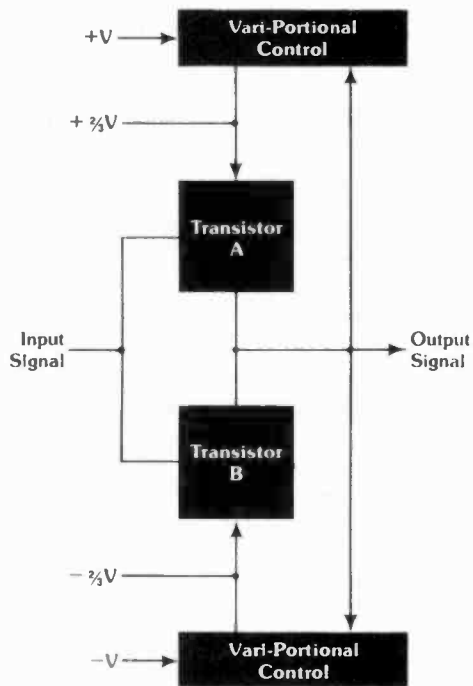 +V
Vari-Portional
Control
+ ⅔V
Transistor
A
Input
Signal
Output
Signal
Transistor
B
− ⅔V
−V
Vari-Portional
Control